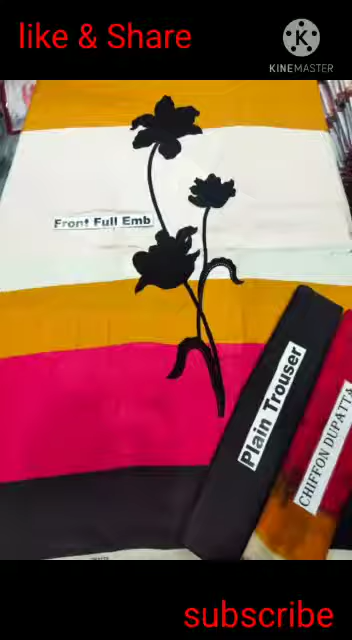 like & Share
KINEMASTER
Front Full Emb
Plain Trouser
CHIFFON DUPATTA
subscribe